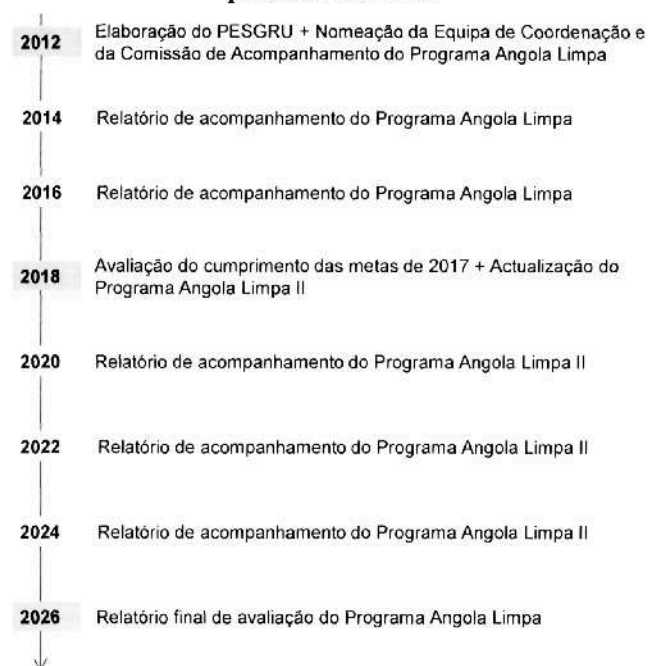 2012
Elaboração do PESGRU + Nomeação da Equipa de Coordenação e
da Comissão de Acompanhamento do Programa Angola Limpa
2014
Relatório de acompanhamento do Programa Angola Limpa
2016
Relatório de acompanhamento do Programa Angola Limpa
2018
Avaliação do cumprimento das metas de 2017 + Actualização do
Programa Angola Limpa II
2020
Relatório de acompanhamento do Programa Angola Limpa II
2022
Relatório de acompanhamento do Programa Angola Limpa II
2024
Relatório de acompanhamento do Programa Angola Limpa II
2026
Relatório final de avaliação do Programa Angola Limpa